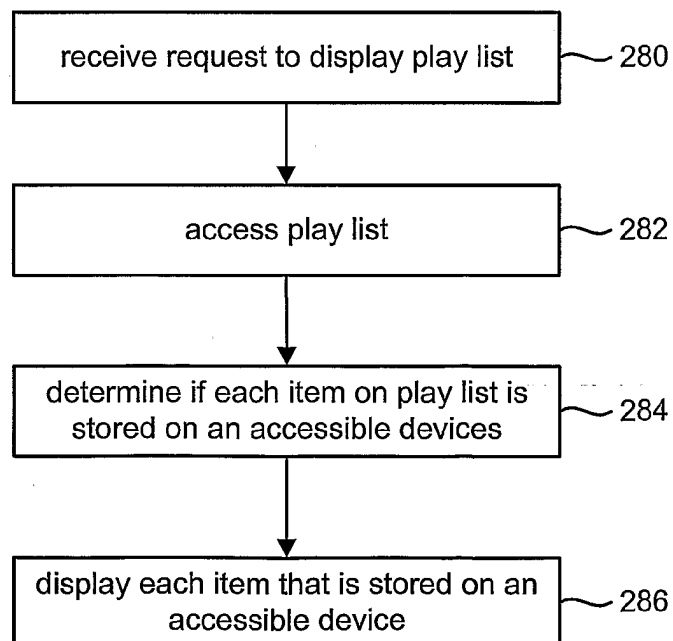 receive request to display play list 280
access play list 282
determine if each item on play list is
stored on an accessible devices 284
display each item that is stored on an
accessible device 286